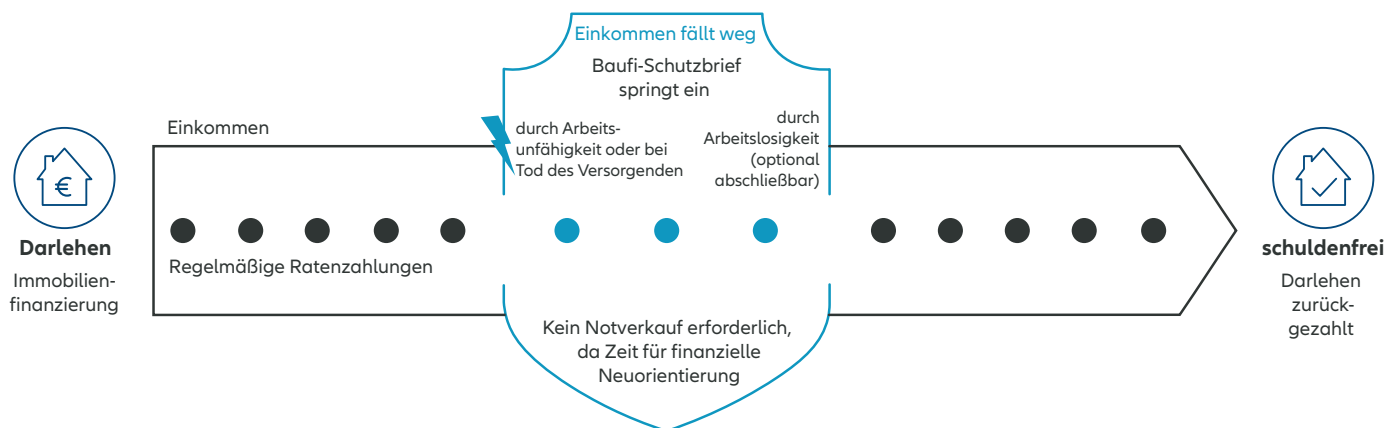 Einkommen fällt weg
Baufi-Schutzbrief
springt ein
Einkommen
durch Arbeits-
unfähigkeit oder bei
Tod des Versorgenden
durch
Arbeitslosigkeit
(optional
abschließbar)
€
Darlehen
Immobilien-
finanzierung
Regelmäßige Ratenzahlungen
Kein Notverkauf erforderlich,
da Zeit für finanzielle
Neuorientierung
schuldenfrei
Darlehen
zurück-
gezahlt